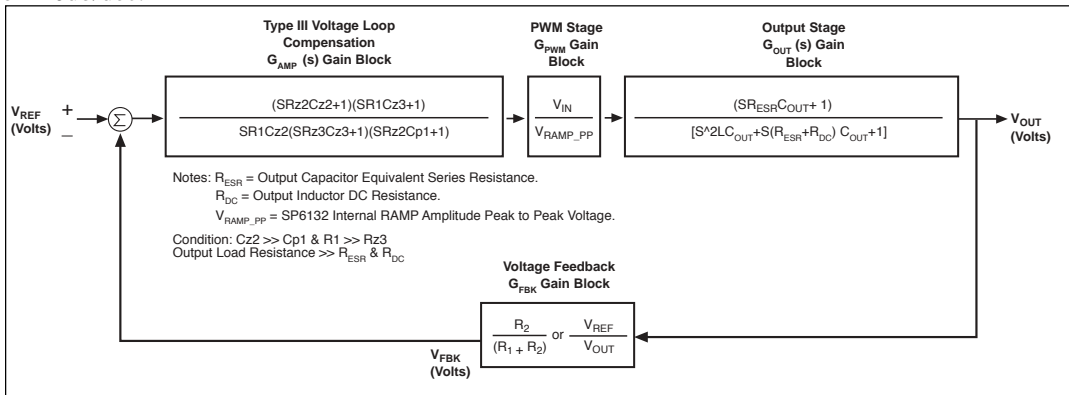 Type III Voltage Loop
Compensation
G_AMP (s) Gain Block
PWM Stage
G_PWM Gain
Block
Output Stage
G_OUT (s) Gain
Block
V_REF
(Volts)
+
–
Σ
(SRz2Cz2+1)(SR1Cz3+1)
SR1Cz2(SRz3Cz3+1)(SRz2Cp1+1)
V_IN
V_RAMP_PP
(SR_ESRC_OUT+ 1)
[S^2LC_OUT+S(R_ESR+R_DC) C_OUT+1]
V_OUT
(Volts)
Notes: R_ESR = Output Capacitor Equivalent Series Resistance.
R_DC = Output Inductor DC Resistance.
V_RAMP_PP = SP6132 Internal RAMP Amplitude Peak to Peak Voltage.
Condition: Cz2 >> Cp1 & R1 >> Rz3
Output Load Resistance >> R_ESR & R_DC
Voltage Feedback
G_FBK Gain Block
R_2
(R_1 + R_2)
or
V_REF
V_OUT
V_FBK
(Volts)